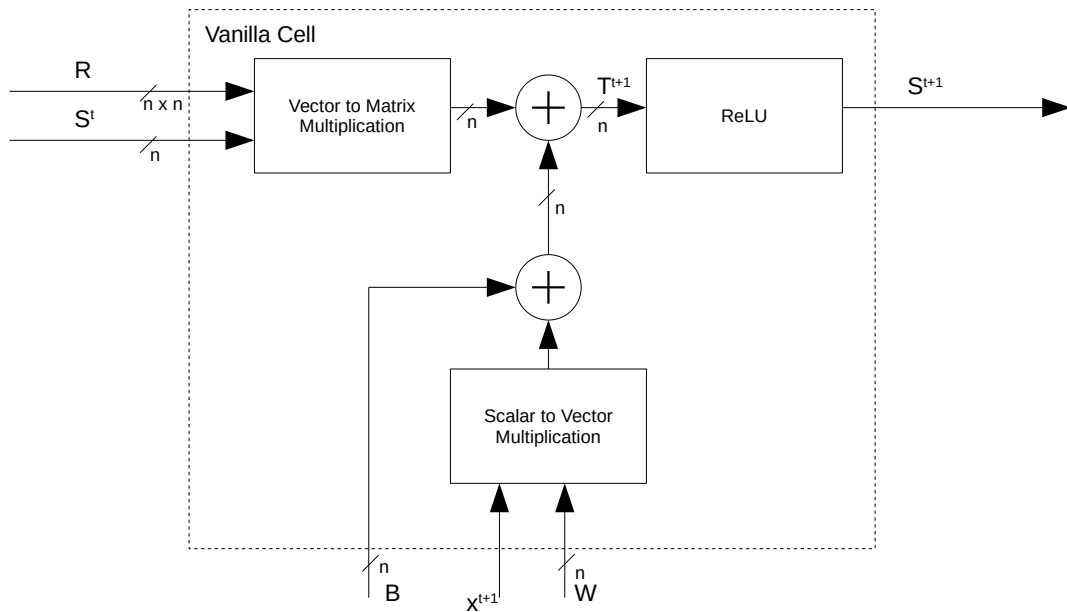 Vanilla Cell
R
n x n
S^t
n
Vector to Matrix
Multiplication
n
T^t+1
n
ReLU
S^t+1
n
Scalar to Vector
Multiplication
n
B
x^t+1
n
W